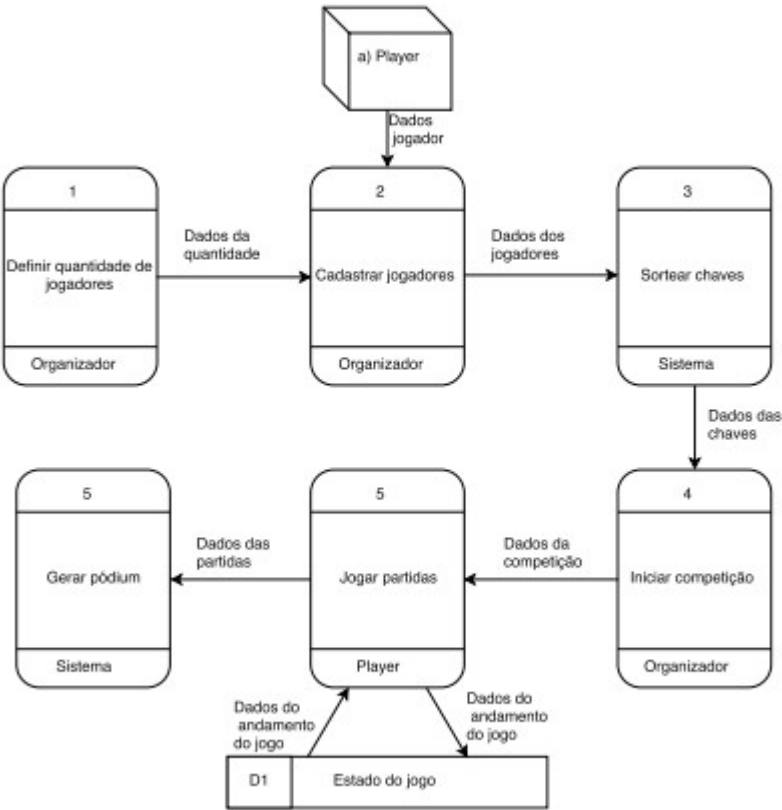 a) Player
Dados
jogador
1
Definir quantidade de
jogadores
Organizador
Dados da
quantidade
2
Cadastrar jogadores
Organizador
Dados dos
jogadores
3
Sortear chaves
Sistema
Dados das
chaves
4
Iniciar competição
Organizador
Dados da
competição
5
Jogar partidas
Player
Dados das
partidas
5
Gerar pódium
Sistema
Dados do
andamento
do jogo
Dados do
andamento
do jogo
D1
Estado do jogo